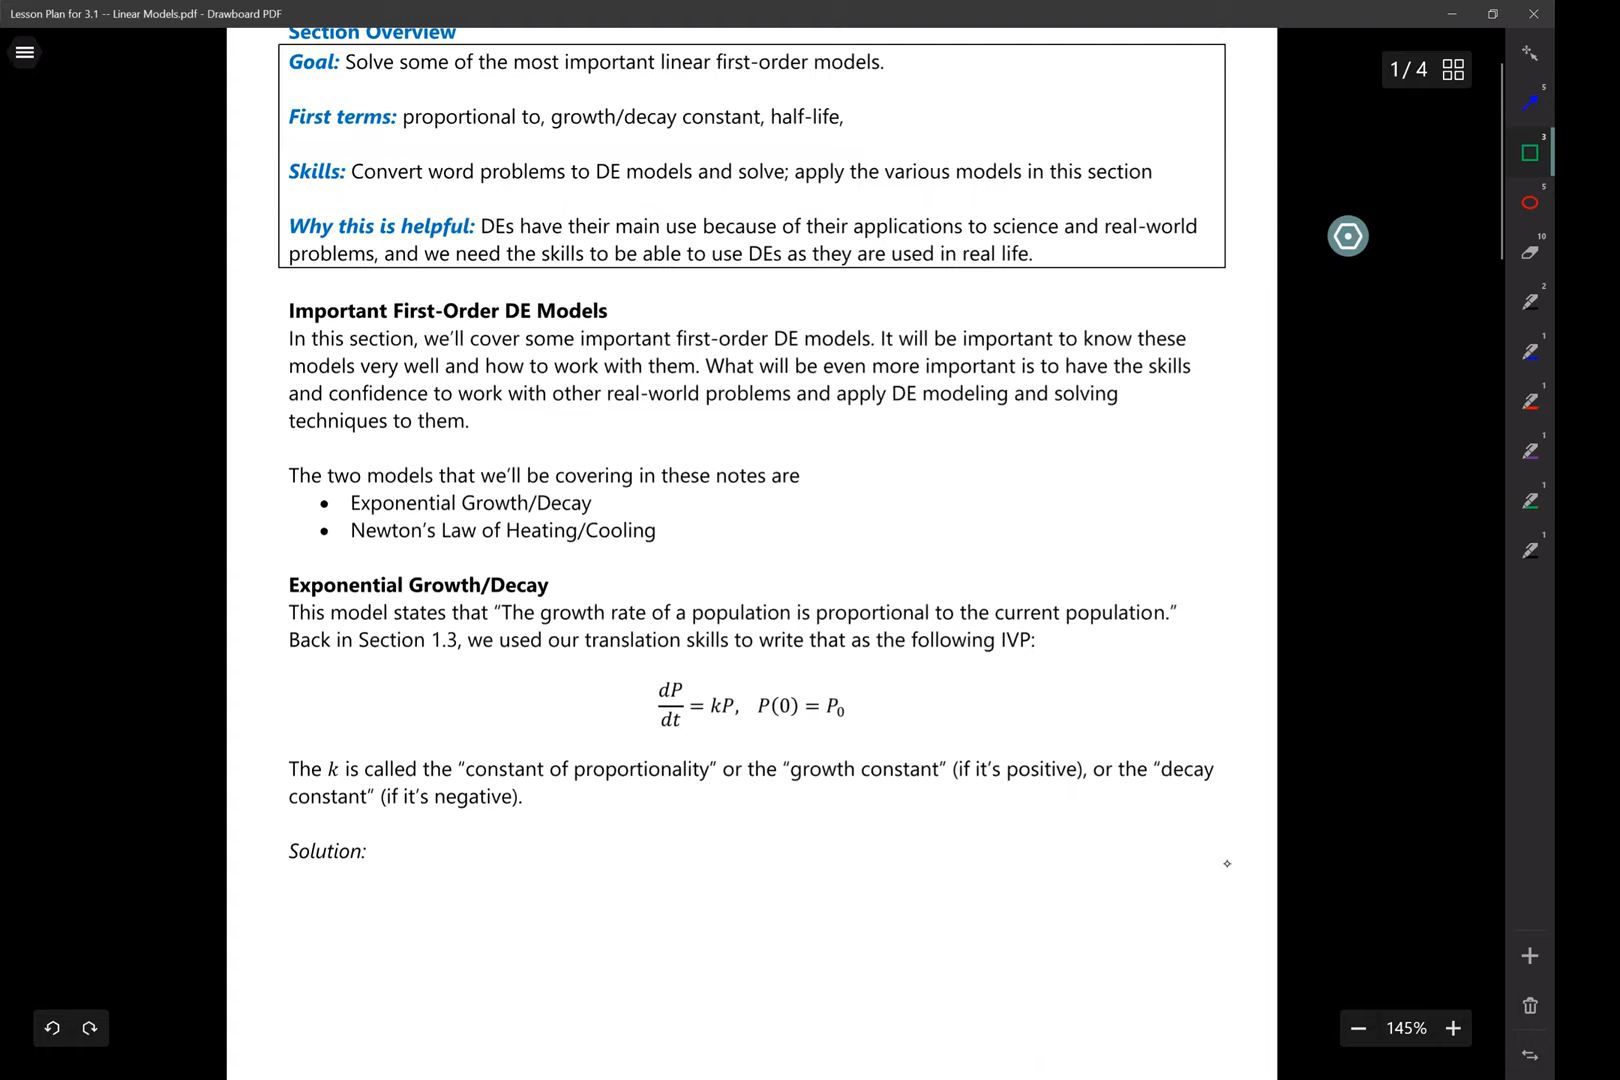 Lesson Plan for 3.1 -- Linear Models.pdf - Drawboard PDF
Section Overview
Goal: Solve some of the most important linear first-order models.
First terms: proportional to, growth/decay constant, half-life,
Skills: Convert word problems to DE models and solve; apply the various models in this section
Why this is helpful: DEs have their main use because of their applications to science and real-world
problems, and we need the skills to be able to use DEs as they are used in real life.
Important First-Order DE Models
In this section, we’ll cover some important first-order DE models. It will be important to know these
models very well and how to work with them. What will be even more important is to have the skills
and confidence to work with other real-world problems and apply DE modeling and solving
techniques to them.
The two models that we’ll be covering in these notes are
• Exponential Growth/Decay
• Newton’s Law of Heating/Cooling
Exponential Growth/Decay
This model states that “The growth rate of a population is proportional to the current population.”
Back in Section 1.3, we used our translation skills to write that as the following IVP:
dP/dt = kP, P(0) = P₀
The k is called the “constant of proportionality” or the “growth constant” (if it’s positive), or the “decay
constant” (if it’s negative).
Solution:
1 / 4
5
3
5
10
2
1
1
1
1
1
145%